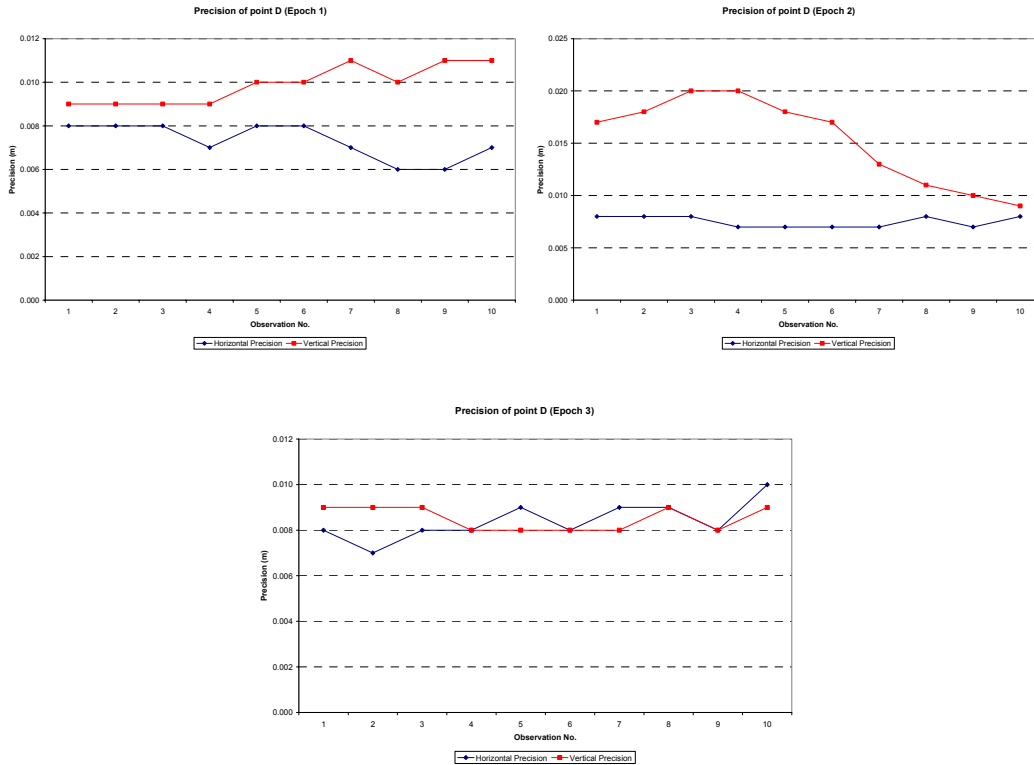 Precision of point D (Epoch 1)
0.012
0.010
0.008
0.006
0.004
0.002
0.000
Precision (m)
1 2 3 4 5 6 7 8 9 10
Observation No.
Horizontal Precision Vertical Precision
Precision of point D (Epoch 2)
0.025
0.020
0.015
0.010
0.005
0.000
Precision (m)
1 2 3 4 5 6 7 8 9 10
Observation No.
Horizontal Precision Vertical Precision
Precision of point D (Epoch 3)
0.012
0.010
0.008
0.006
0.004
0.002
0.000
Precision (m)
1 2 3 4 5 6 7 8 9 10
Observation No.
Horizontal Precision Vertical Precision